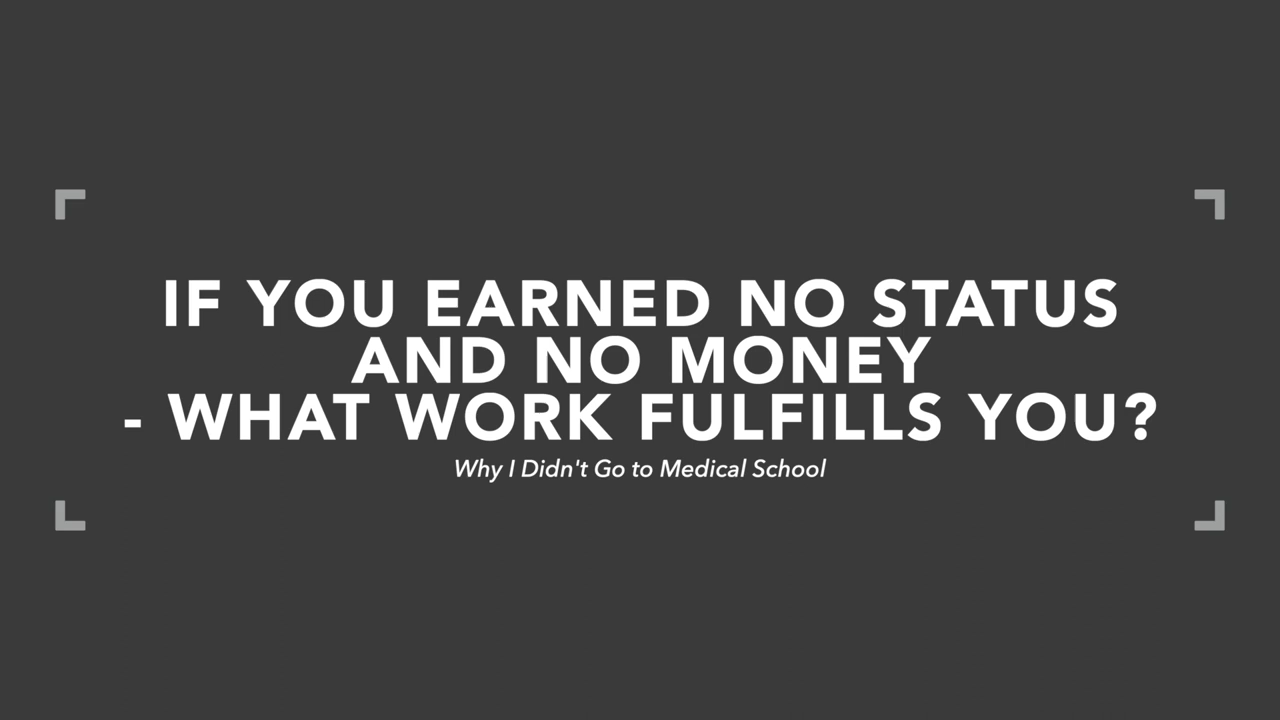 IF YOU EARNED NO STATUS
AND NO MONEY
- WHAT WORK FULFILLS YOU?
Why I Didn't Go to Medical School